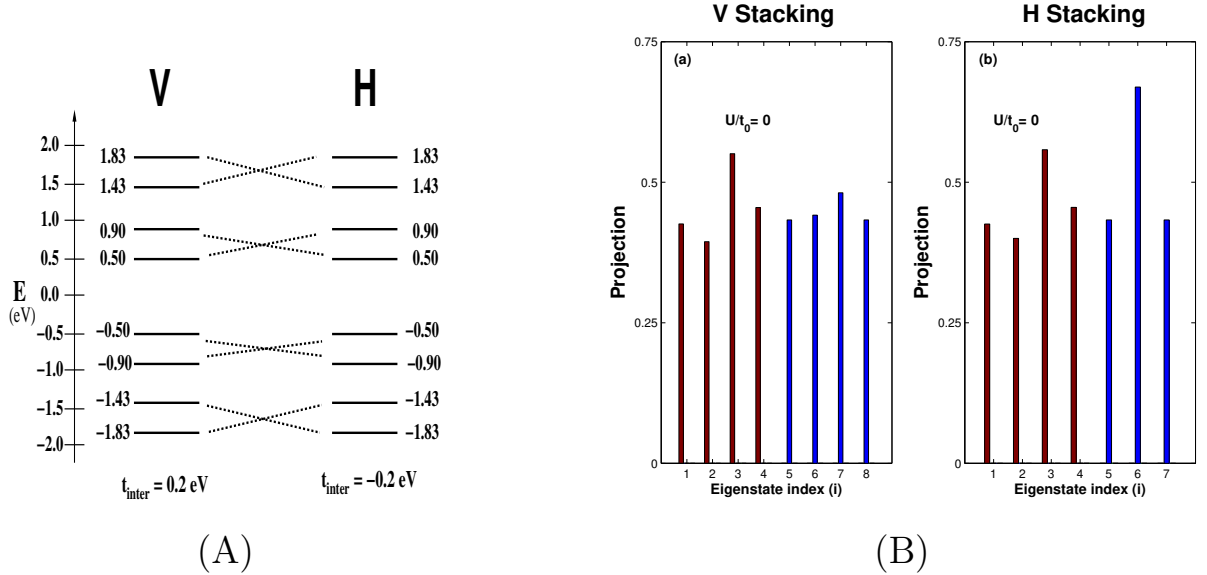 V H
2.0
1.5
1.0
0.5
0.0
−0.5
−1.0
−1.5
−2.0
E
(eV)
1.83 1.83
1.43 1.43
0.90 0.90
0.50 0.50
−0.50 −0.50
−0.90 −0.90
−1.43 −1.43
−1.83 −1.83
t_inter = 0.2 eV t_inter = −0.2 eV
(A)
V Stacking
(a)
U/t_0= 0
0.75
0.5
0.25
0
Projection
1 2 3 4 5 6 7 8
Eigenstate index (i)
H Stacking
(b)
U/t_0= 0
0.75
0.5
0.25
0
Projection
1 2 3 4 5 6 7
Eigenstate index (i)
(B)